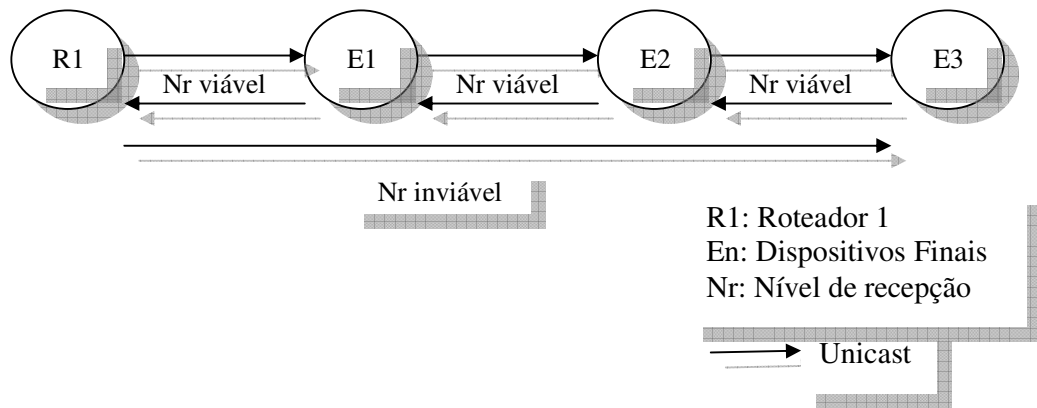 R1 E1 E2 E3
Nr viável Nr viável Nr viável
Nr inviável
R1: Roteador 1
En: Dispositivos Finais
Nr: Nível de recepção
Unicast